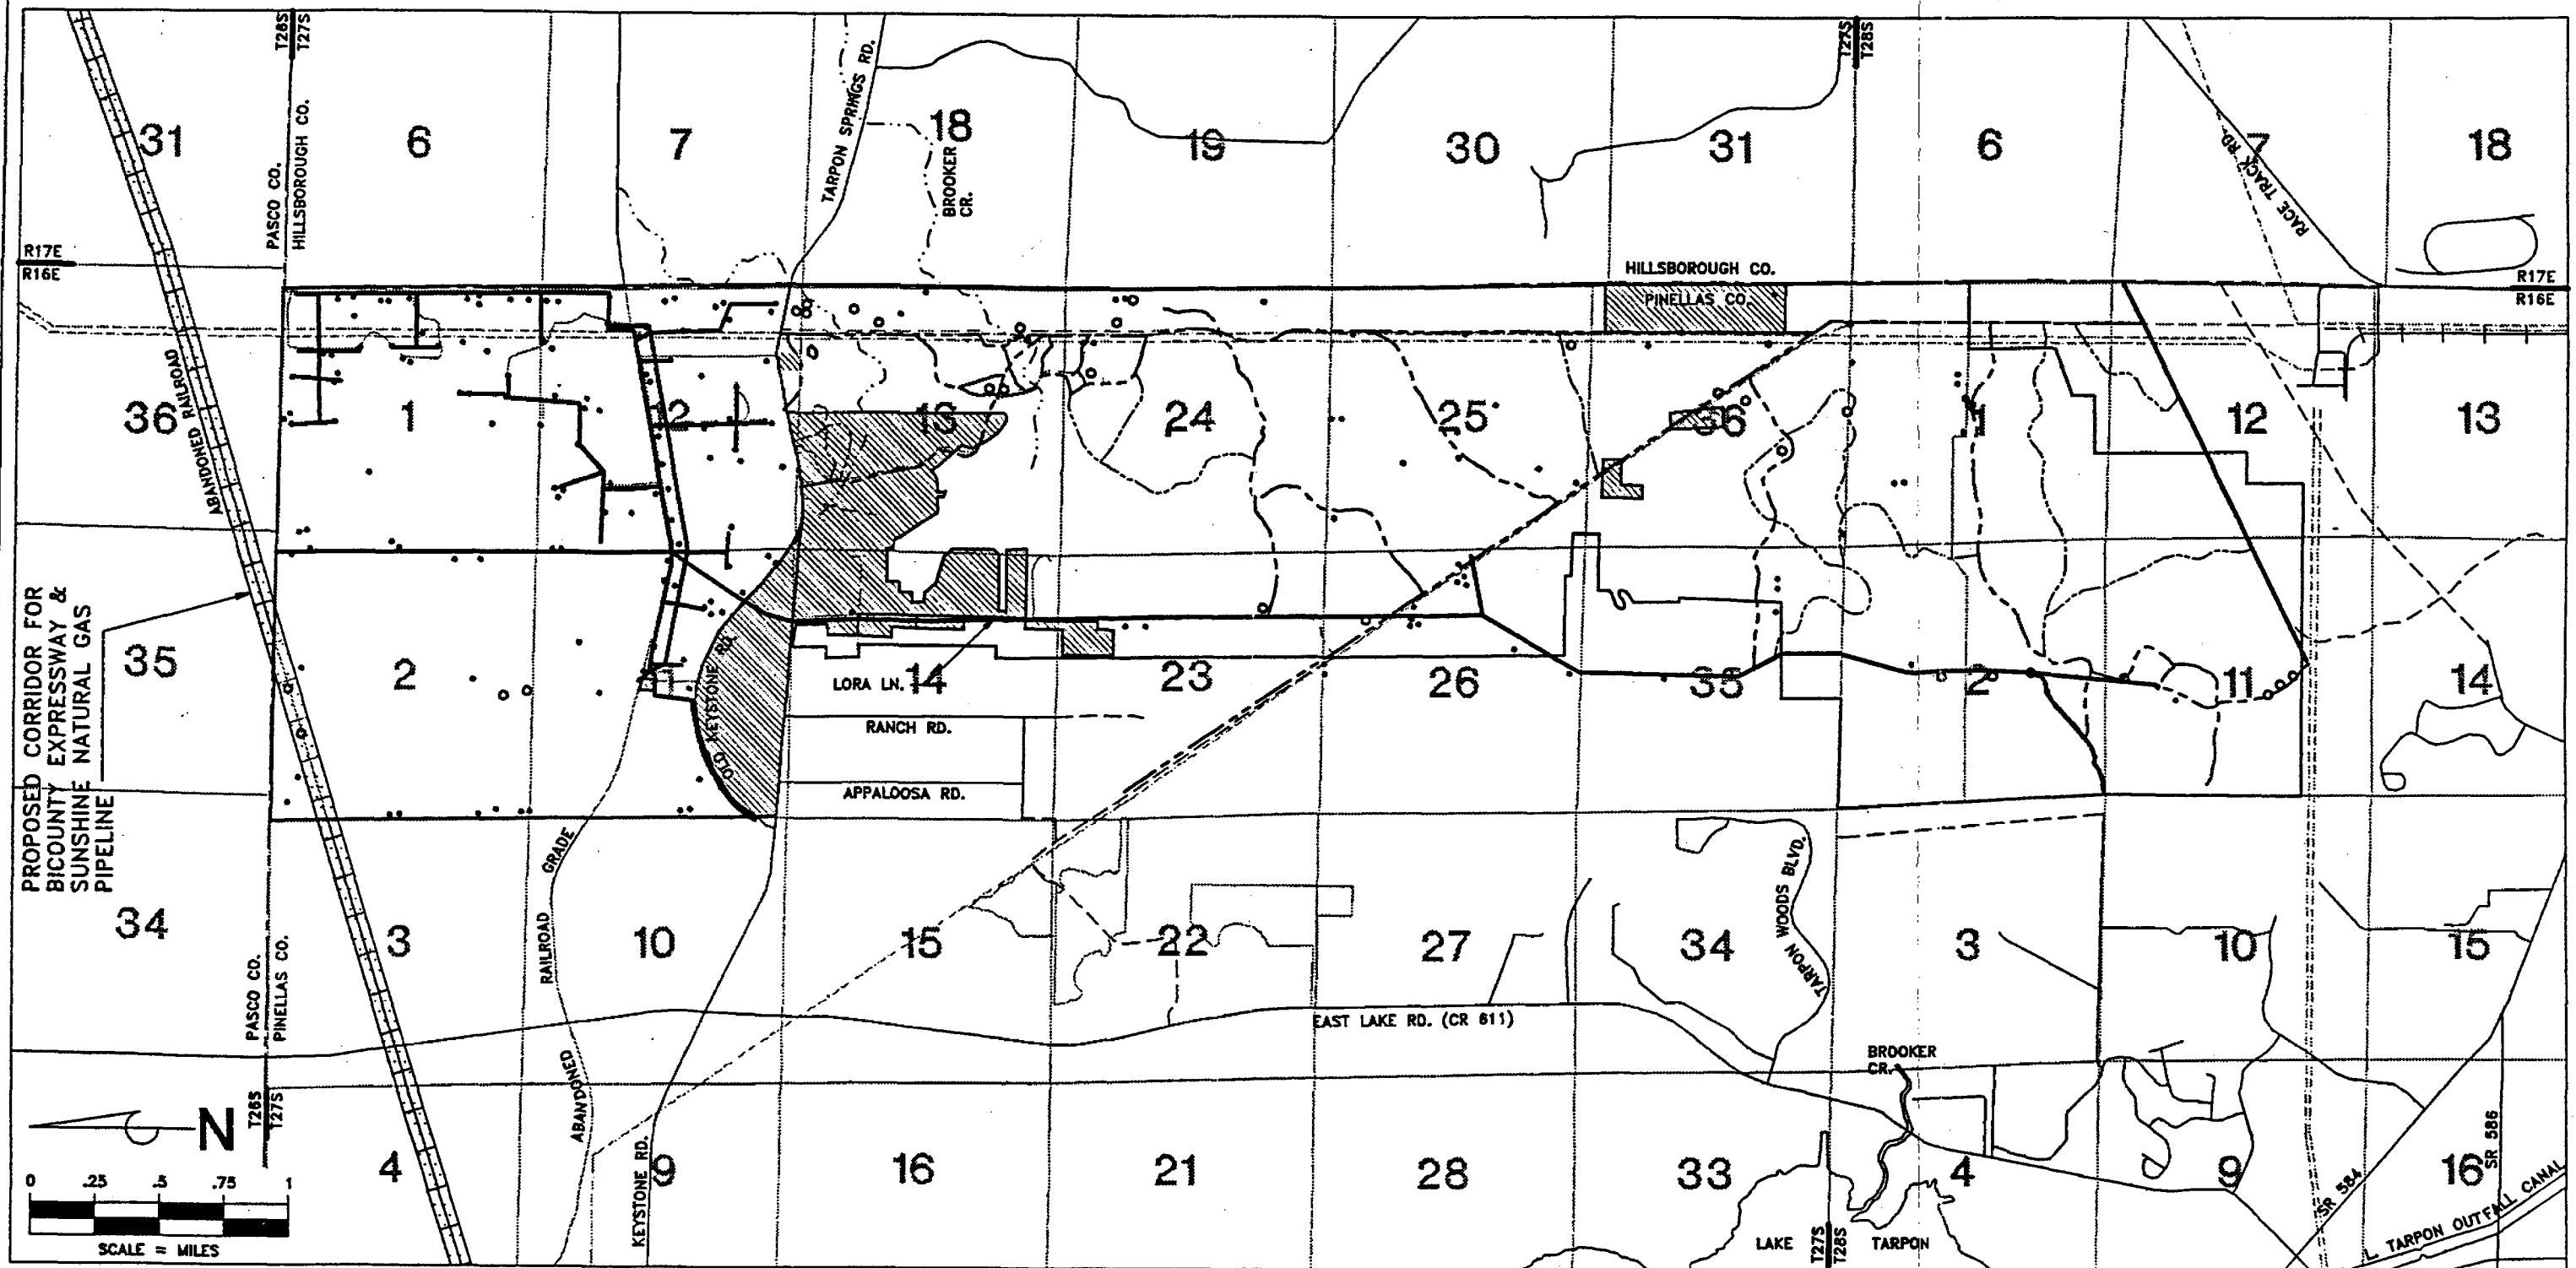 T26S
T27S
T27S
T28S
31
6
7
18
19
30
31
6
7
18
PASCO CO.
HILLSBOROUGH CO.
TARPON SPRINGS RD.
BROOKER
CR.
RACE TRACK RD.
R17E
R16E
HILLSBOROUGH CO.
PINELLAS CO.
R17E
R16E
36
ABANDONED RAILROAD
1
12
13
24
25
36
1
12
13
PROPOSED CORRIDOR FOR
BICOUNTY EXPRESSWAY &
SUNSHINE NATURAL GAS
PIPELINE
35
2
11
OLD KEYSTONE RD.
LORA LN.
14
23
26
35
2
11
14
RANCH RD.
APPALOOSA RD.
34
3
10
15
22
27
34
3
10
15
ABANDONED
RAILROAD
GRADE
TARPON WOODS BLVD.
PASCO CO.
PINELLAS CO.
EAST LAKE RD. (CR 611)
BROOKER
CR.
T26S
T27S
N
4
9
16
21
28
33
4
9
16
KEYSTONE RD.
SR 586
SR 584
L. TARPON OUTFALL CANAL
0 .25 .5 .75 1
SCALE = MILES
LAKE
TARPON
T27S
T28S